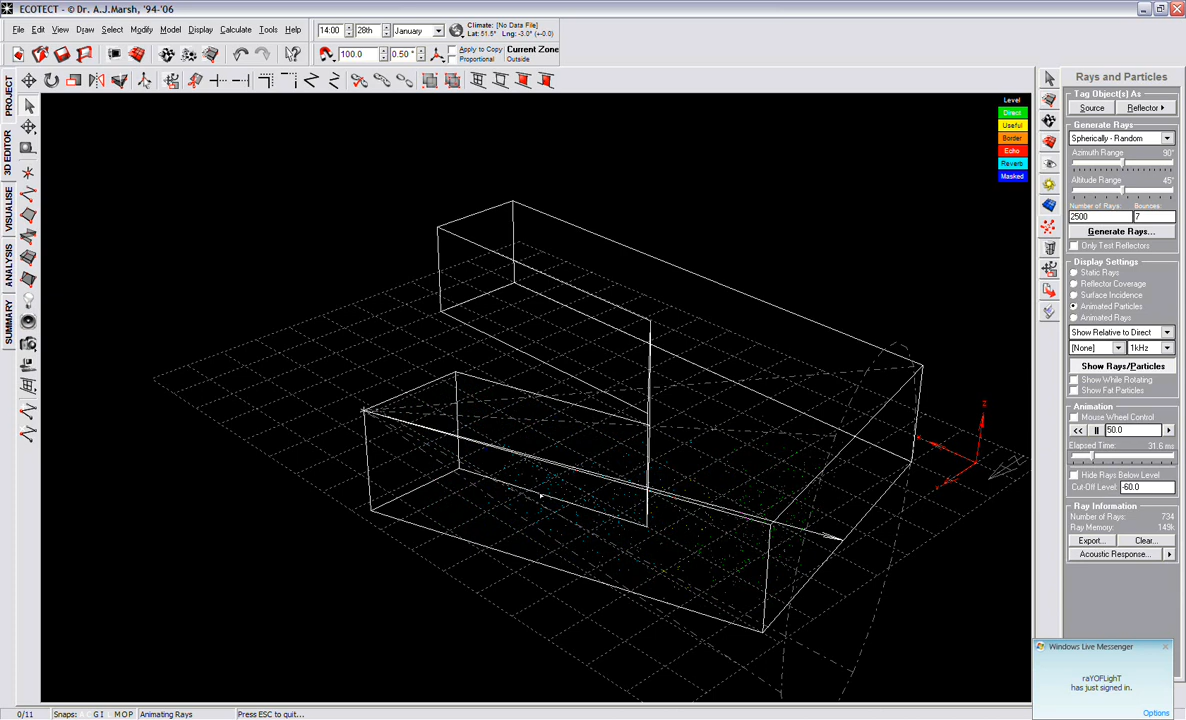 ECOTECT - © Dr. A.J.Marsh, '94-'06
File Edit View Draw Select Modify Model Display Calculate Tools Help
14:00 28th January
Climate: [No Data File]
Lat: 51.5° Lng: -3.0° (+0.0)
100.0 0.50 °
Apply to Copy
Proportional
Current Zone
Outside
PROJECT
3D EDITOR
VISUALISE
ANALYSIS
SUMMARY
Level
Direct
Useful
Border
Echo
Reverb
Masked
Rays and Particles
Tag Object(s) As
Source Reflector
Generate Rays
Spherically - Random
Azimuth Range 90°
Altitude Range 45°
Number of Rays: Bounces:
2500 7
Generate Rays...
Only Test Reflectors
Display Settings
Static Rays
Reflector Coverage
Surface Incidence
Animated Particles
Animated Rays
Show Relative to Direct
[None] 1kHz
Show Rays/Particles
Show While Rotating
Show Fat Particles
Animation
Mouse Wheel Control
<< 50.0
Elapsed Time: 31.6 ms
Hide Rays Below Level
Cut-Off Level: -60.0
Ray Information
Number of Rays: 734
Ray Memory: 149k
Export... Clear...
Acoustic Response...
Windows Live Messenger
raYOFLighT
has just signed in.
Options
0/11 Snaps: G I M O P Animating Rays Press ESC to quit...